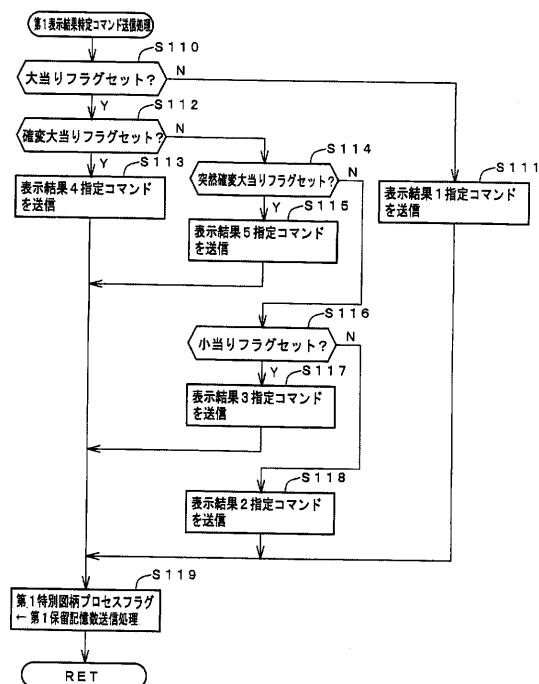 第1表示結果特定コマンド送信処理
S110
大当りフラグセット?
N
Y
S112
確変大当りフラグセット?
N
Y
S113
表示結果4指定コマンド
を送信
S114
突然確変大当りフラグセット?
N
Y
S115
表示結果5指定コマンド
を送信
S111
表示結果1指定コマンド
を送信
S116
小当りフラグセット?
N
Y
S117
表示結果3指定コマンド
を送信
S118
表示結果2指定コマンド
を送信
S119
第1特別図柄プロセスフラグ
← 第1保留記憶数送信処理
RET